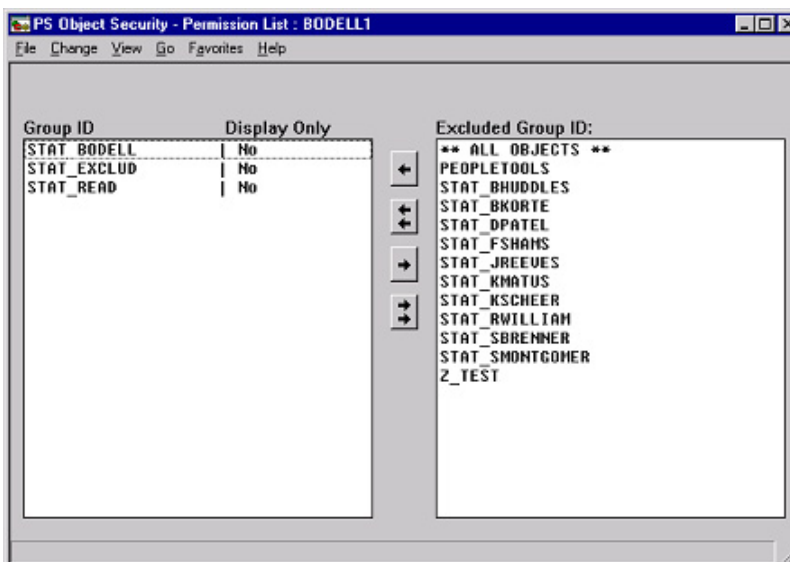 PS Object Security - Permission List : BODELL1
File Change View Go Favorites Help
Group ID Display Only
STAT_BODELL | No
STAT_EXCLUD | No
STAT_READ | No
Excluded Group ID:
** ALL OBJECTS **
PEOPLETOOLS
STAT_BHUDDLES
STAT_BKORTE
STAT_DPATEL
STAT_FSHAMS
STAT_JREEVES
STAT_KMATUS
STAT_KSCHEER
STAT_RWILLIAM
STAT_SBRENNER
STAT_SMONTGOMER
Z_TEST